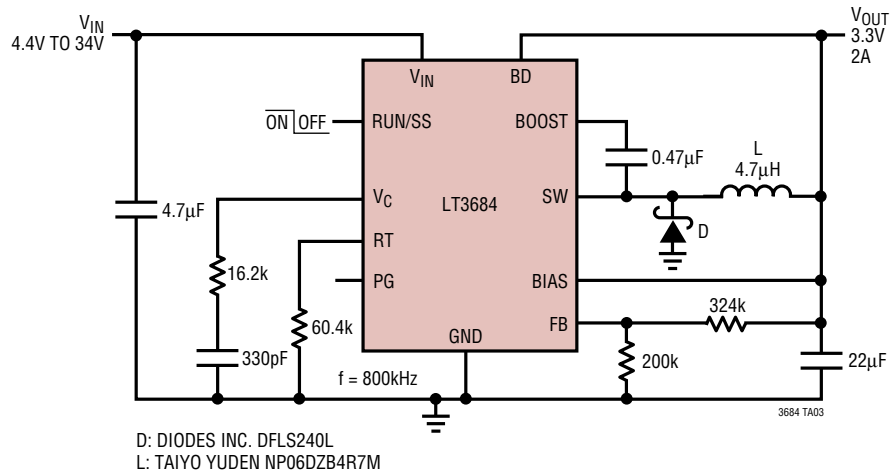 VIN
4.4V TO 34V
VOUT
3.3V
2A
VIN
BD
ON OFF
RUN/SS
BOOST
0.47µF
L
4.7µH
4.7µF
VC
LT3684
SW
D
RT
16.2k
PG
BIAS
324k
60.4k
FB
GND
330pF
200k
22µF
f = 800kHz
3684 TA03
D: DIODES INC. DFLS240L
L: TAIYO YUDEN NP06DZB4R7M